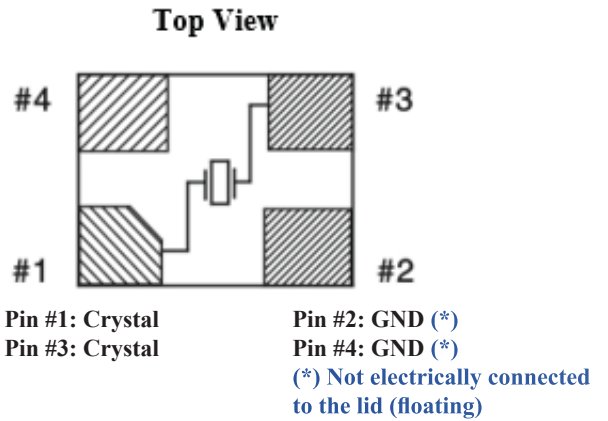 Top View
#4
#3
#1
#2
Pin #1: Crystal
Pin #2: GND (*)
Pin #3: Crystal
Pin #4: GND (*)
(*) Not electrically connected
to the lid (floating)